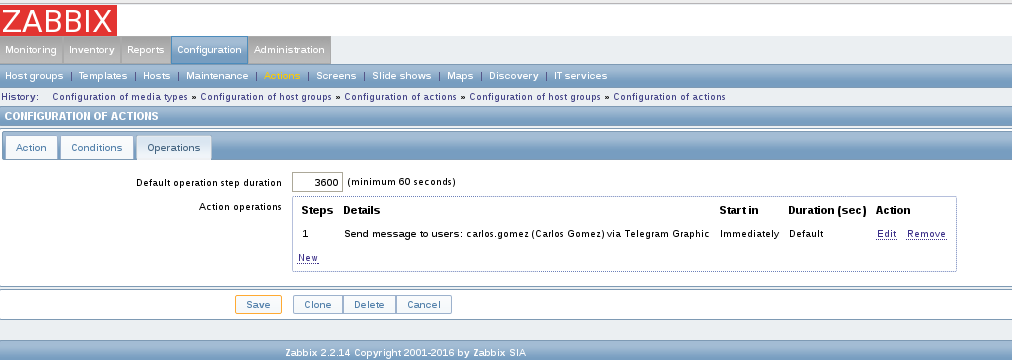 ZABBIX
Monitoring Inventory Reports Configuration Administration
Host groups | Templates | Hosts | Maintenance | Actions | Screens | Slide shows | Maps | Discovery | IT services
History: Configuration of media types » Configuration of host groups » Configuration of actions » Configuration of host groups » Configuration of actions
CONFIGURATION OF ACTIONS
Action Conditions Operations
Default operation step duration 3600 (minimum 60 seconds)
Action operations
Steps Details Start in Duration (sec) Action
1 Send message to users: carlos.gomez (Carlos Gomez) via Telegram Graphic Immediately Default Edit Remove
New
Save Clone Delete Cancel
Zabbix 2.2.14 Copyright 2001-2016 by Zabbix SIA